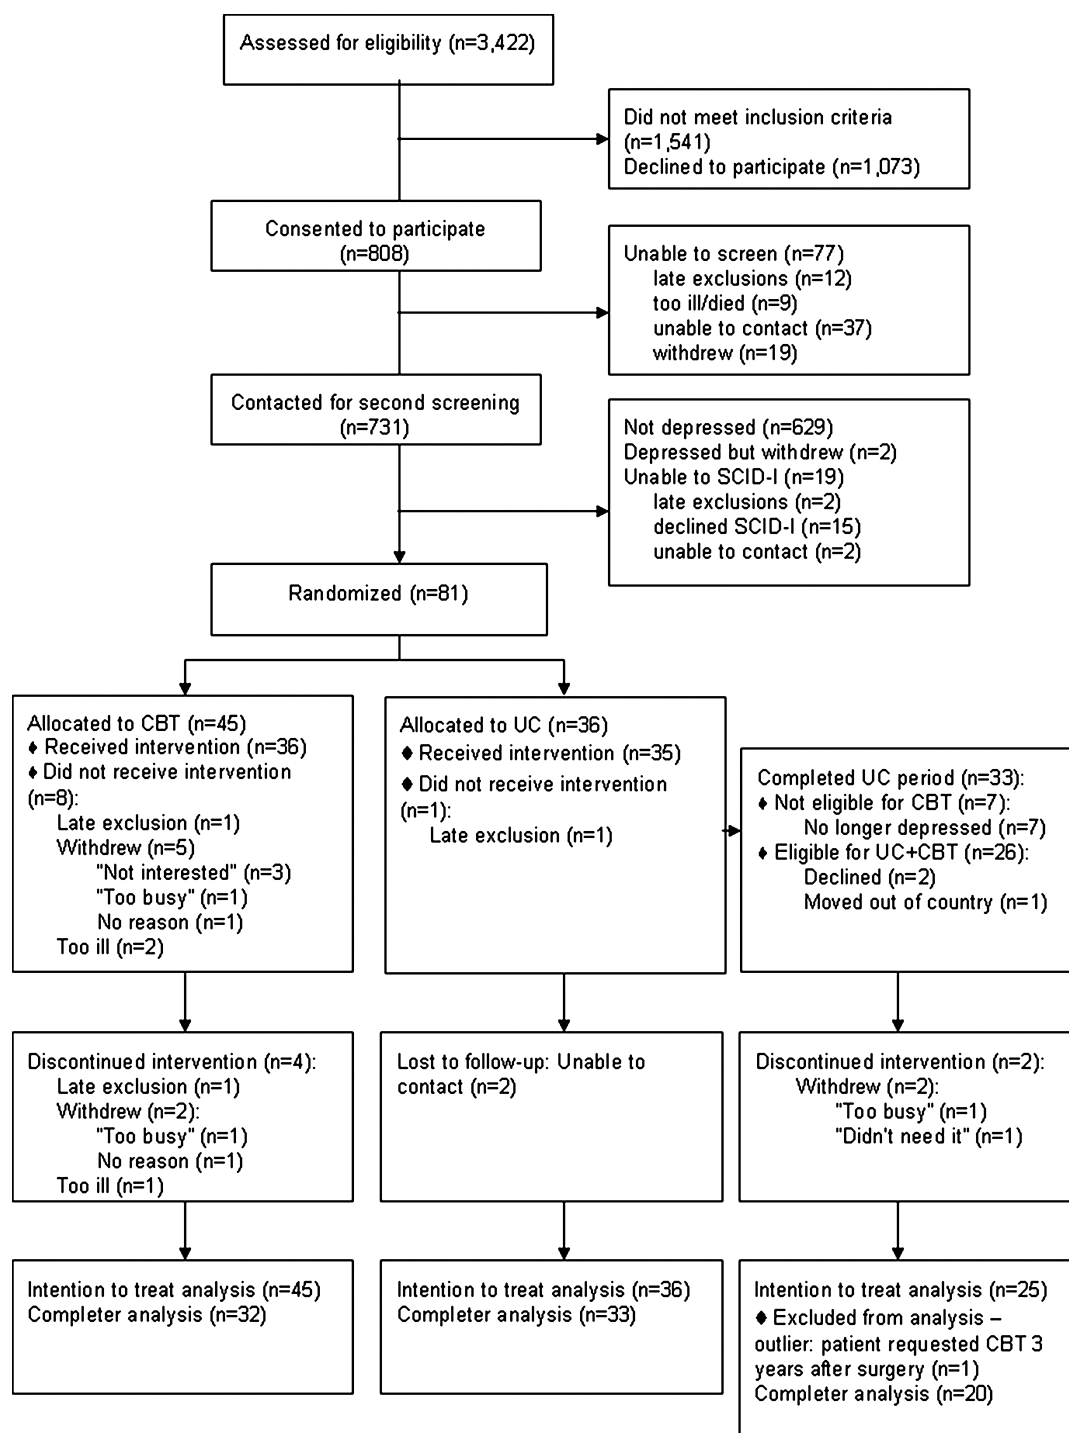 Assessed for eligibility (n=3,422)
Did not meet inclusion criteria
(n=1,541)
Declined to participate (n=1,073)
Consented to participate
(n=808)
Unable to screen (n=77)
late exclusions (n=12)
too ill/died (n=9)
unable to contact (n=37)
withdrew (n=19)
Contacted for second screening
(n=731)
Not depressed (n=629)
Depressed but withdrew (n=2)
Unable to SCID-I (n=19)
late exclusions (n=2)
declined SCID-I (n=15)
unable to contact (n=2)
Randomized (n=81)
Allocated to CBT (n=45)
♦ Received intervention (n=36)
♦ Did not receive intervention
(n=8):
Late exclusion (n=1)
Withdrew (n=5)
"Not interested" (n=3)
"Too busy" (n=1)
No reason (n=1)
Too ill (n=2)
Allocated to UC (n=36)
♦ Received intervention (n=35)
♦ Did not receive intervention
(n=1):
Late exclusion (n=1)
Completed UC period (n=33):
♦ Not eligible for CBT (n=7):
No longer depressed (n=7)
♦ Eligible for UC+CBT (n=26):
Declined (n=2)
Moved out of country (n=1)
Discontinued intervention (n=4):
Late exclusion (n=1)
Withdrew (n=2):
"Too busy" (n=1)
No reason (n=1)
Too ill (n=1)
Lost to follow-up: Unable to
contact (n=2)
Discontinued intervention (n=2):
Withdrew (n=2):
"Too busy" (n=1)
"Didn't need it" (n=1)
Intention to treat analysis (n=45)
Completer analysis (n=32)
Intention to treat analysis (n=36)
Completer analysis (n=33)
Intention to treat analysis (n=25)
♦ Excluded from analysis –
outlier: patient requested CBT 3
years after surgery (n=1)
Completer analysis (n=20)